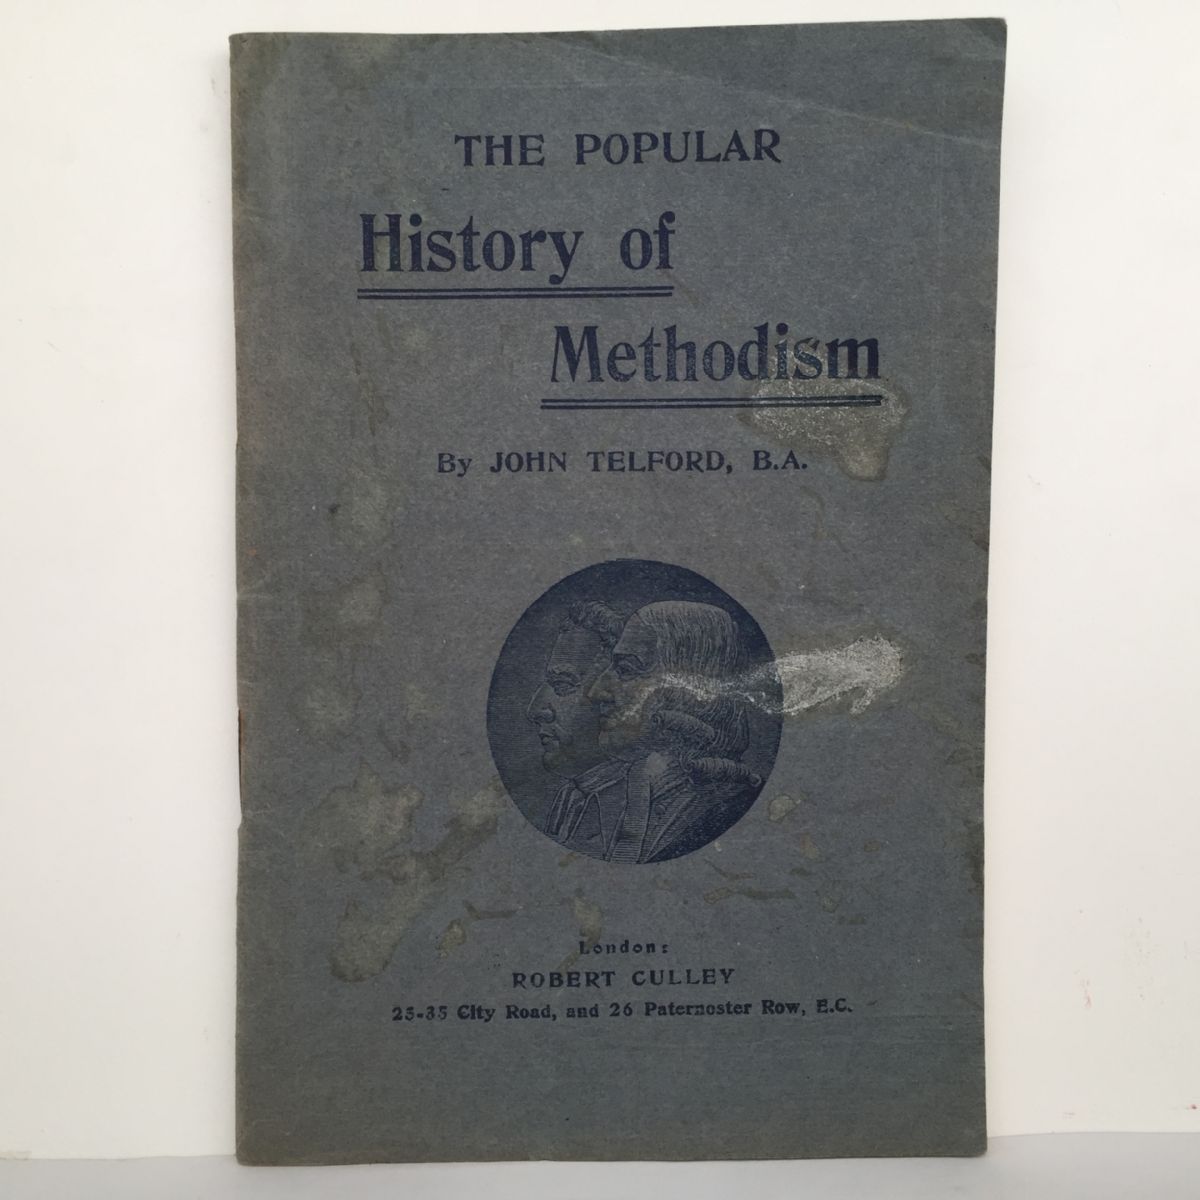 THE POPULAR
History of
Methodism
By JOHN TELFORD, B.A.
London:
ROBERT CULLEY
25-35 City Road, and 26 Paternoster Row, E.C.